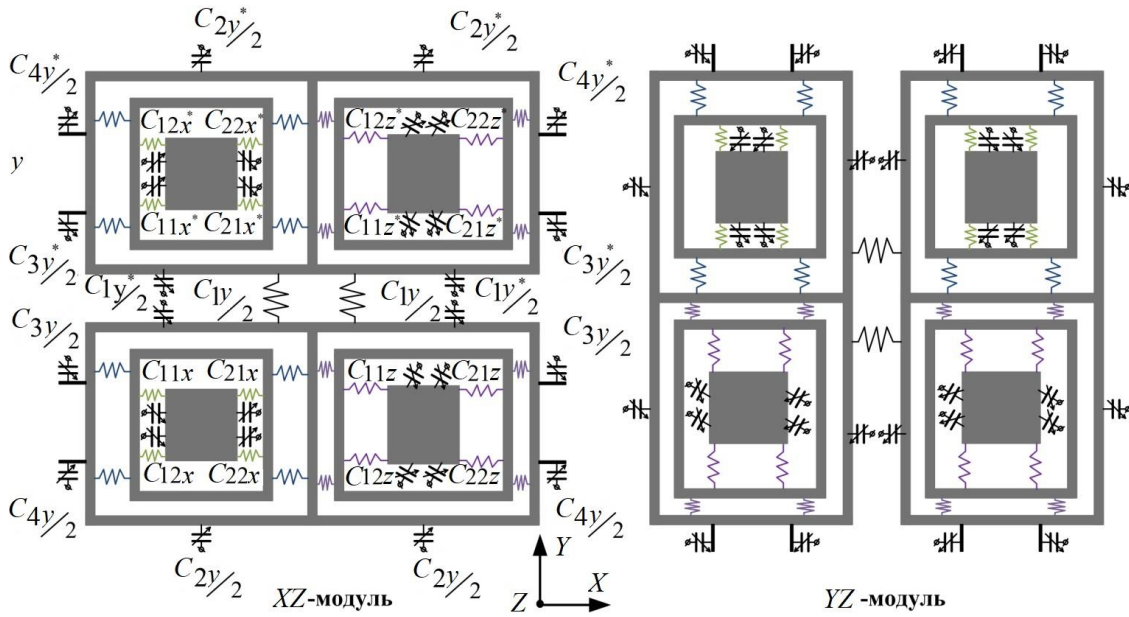 C2y*/2 C2y*/2
C4y*/2 C4y*/2
C12x* C22x* C12z* C22z*
y
C11x* C21x* C11z* C21z*
C3y*/2 C3y*/2
C1y*/2 C1y/2 C1y/2 C1y*/2
C3y/2 C3y/2
C11x C21x C11z C21z
C12x C22x C12z C22z
C4y/2 C4y/2
C2y/2 C2y/2
Y
X
Z
XZ-модуль YZ -модуль